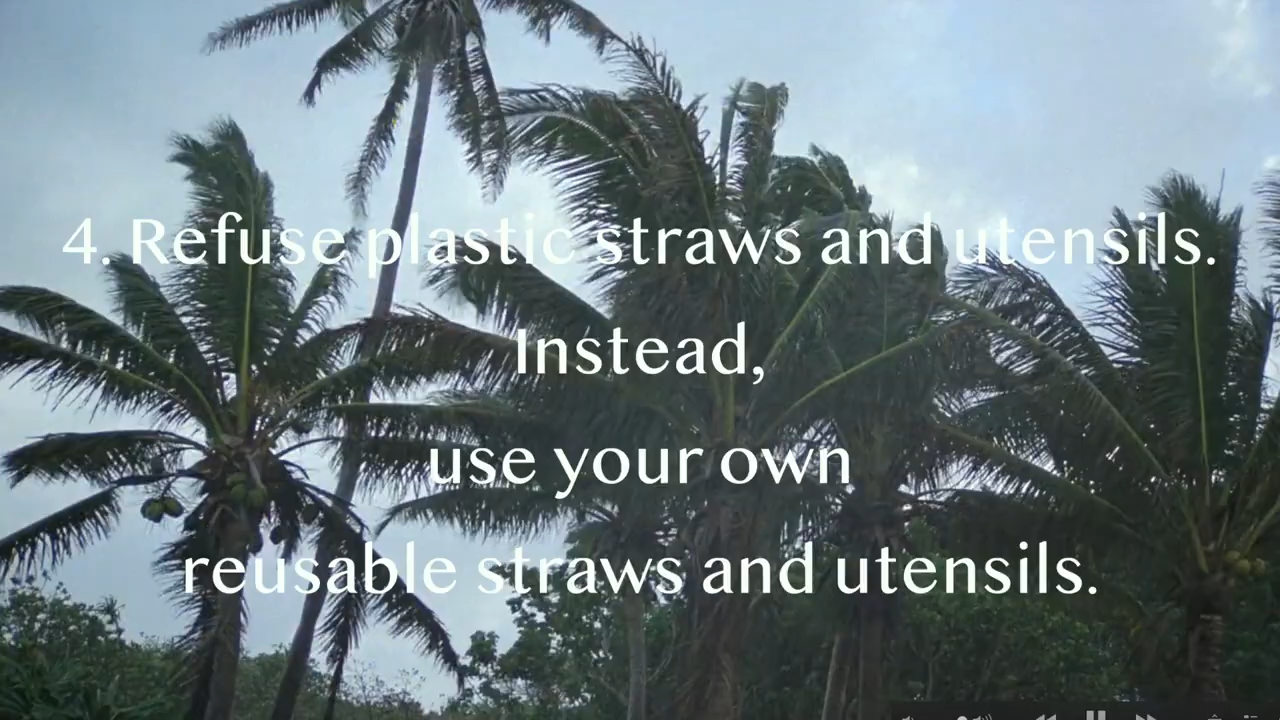 4. Refuse plastic straws and utensils.
Instead,
use your own
reusable straws and utensils.